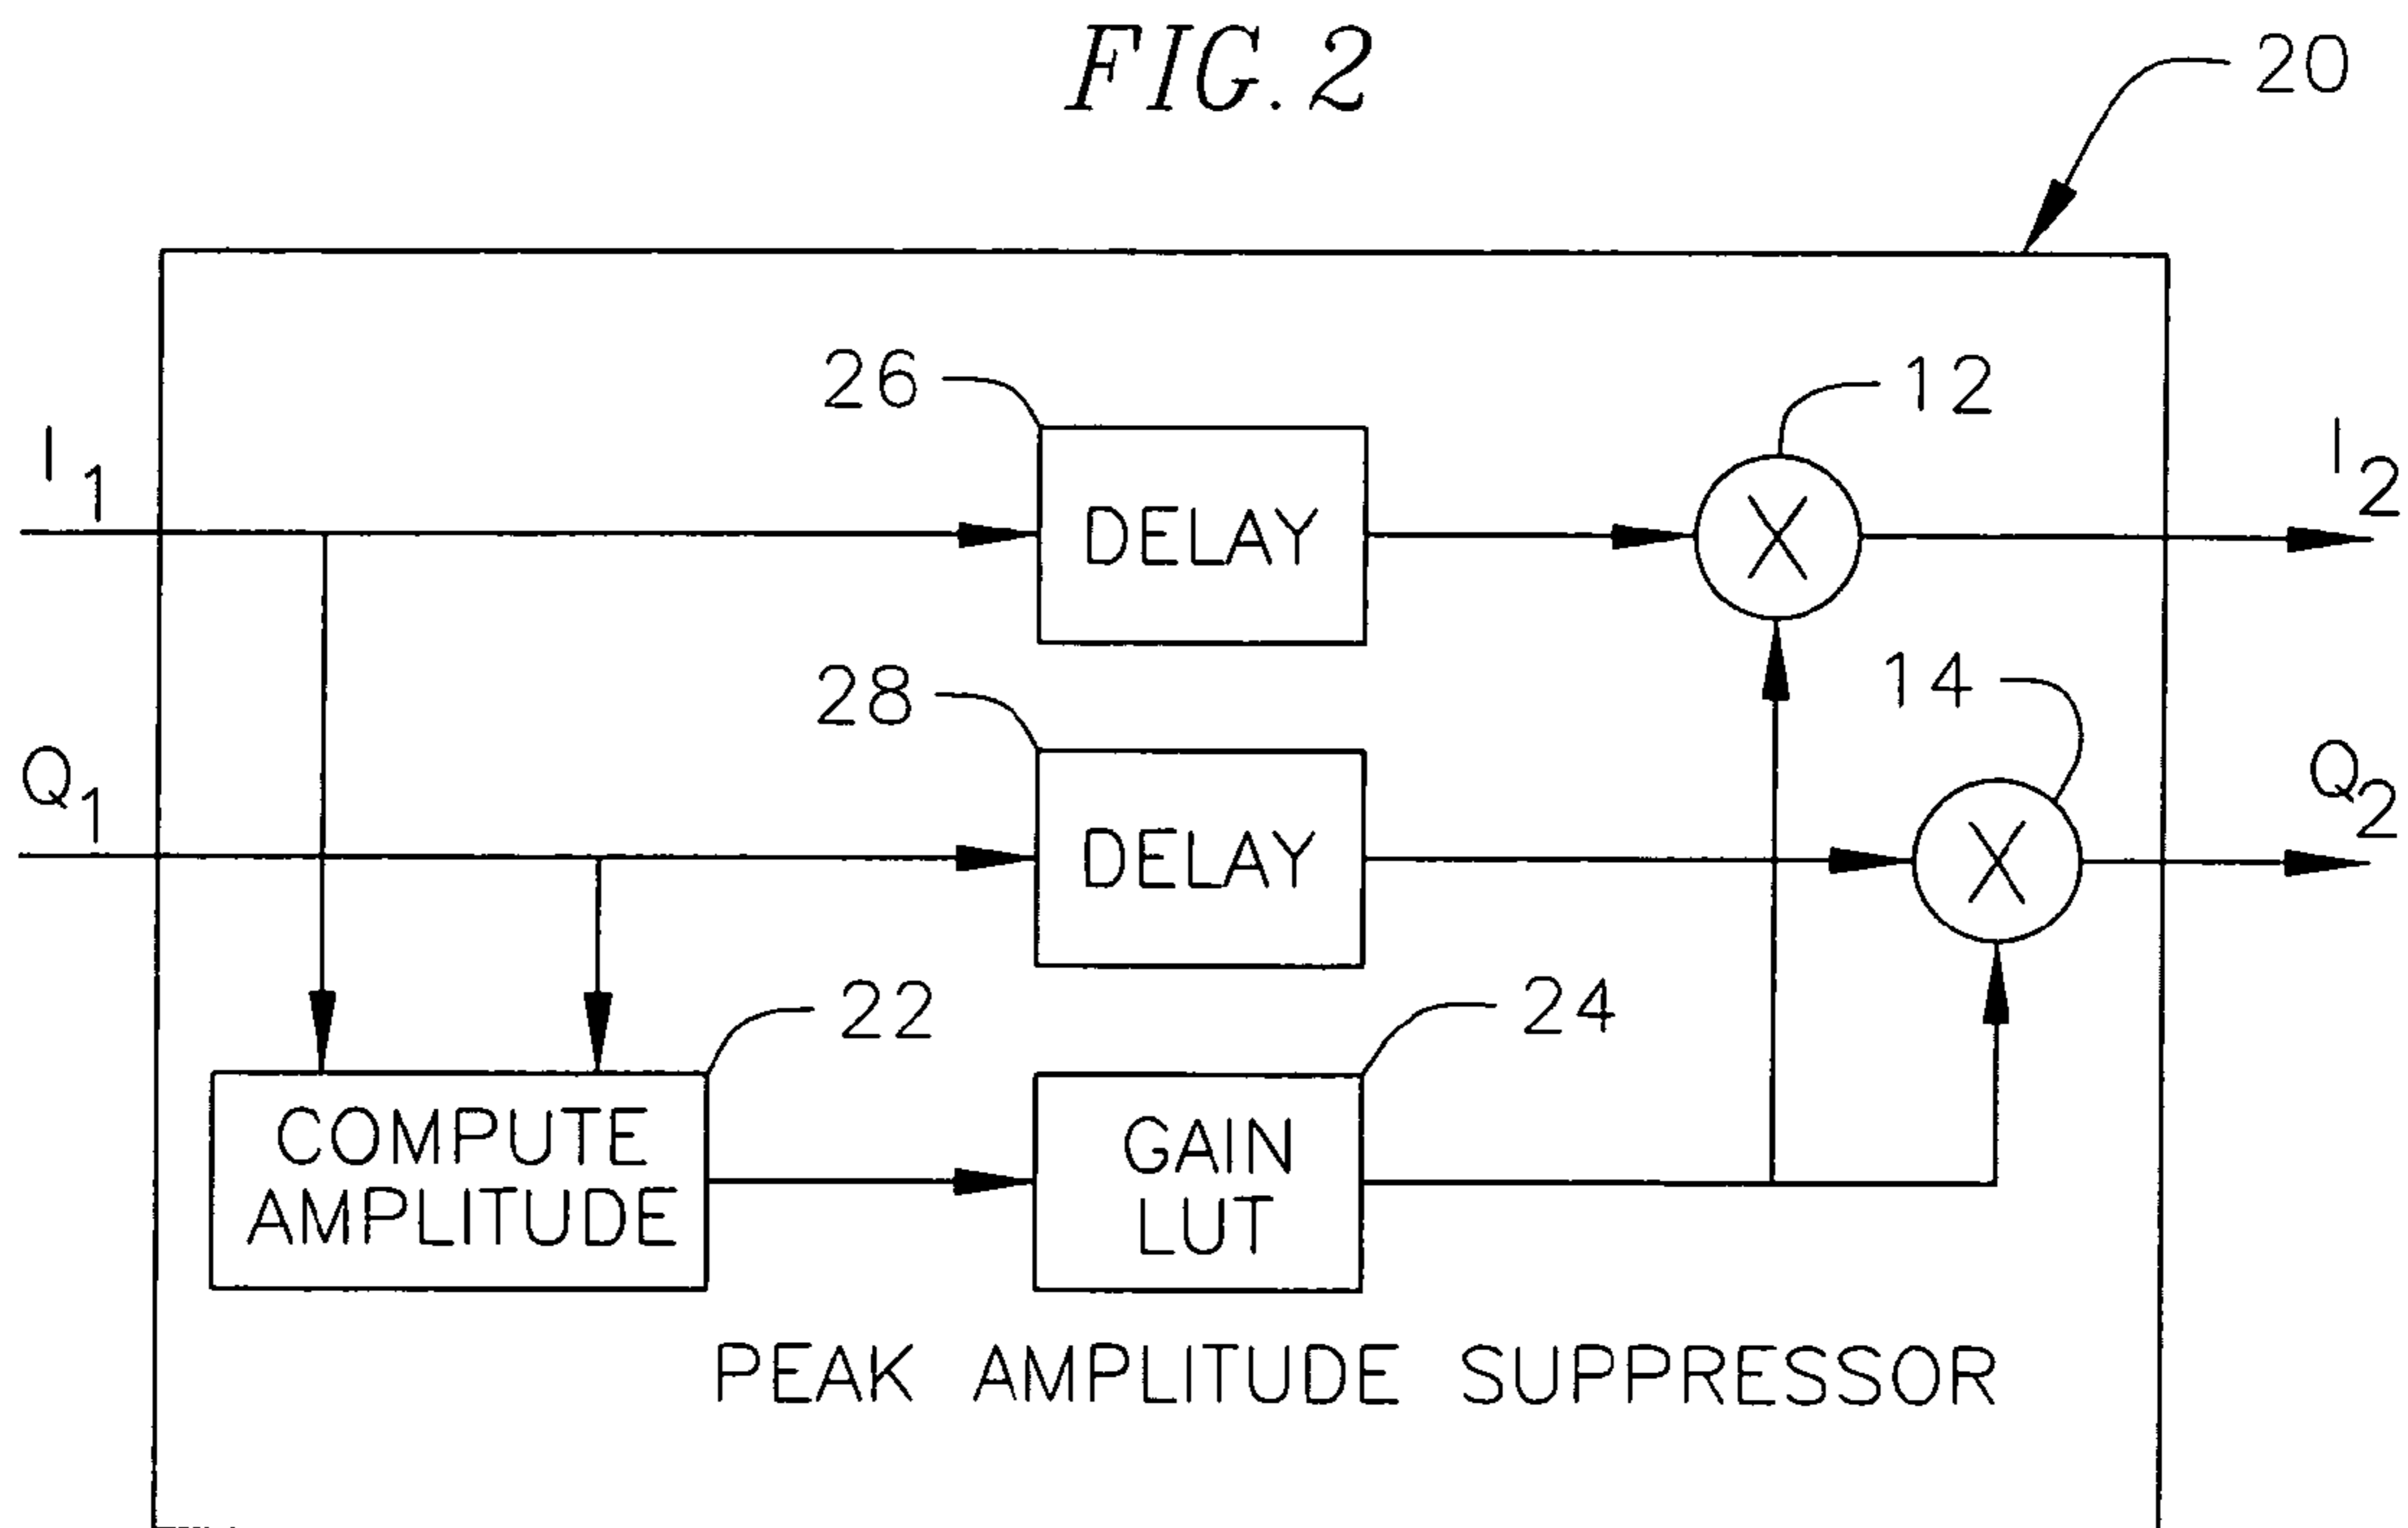 FIG. 2
20
26
12
I1
I2
DELAY
X
28
14
Q1
Q2
DELAY
X
22
24
COMPUTE
AMPLITUDE
GAIN
LUT
PEAK AMPLITUDE SUPPRESSOR